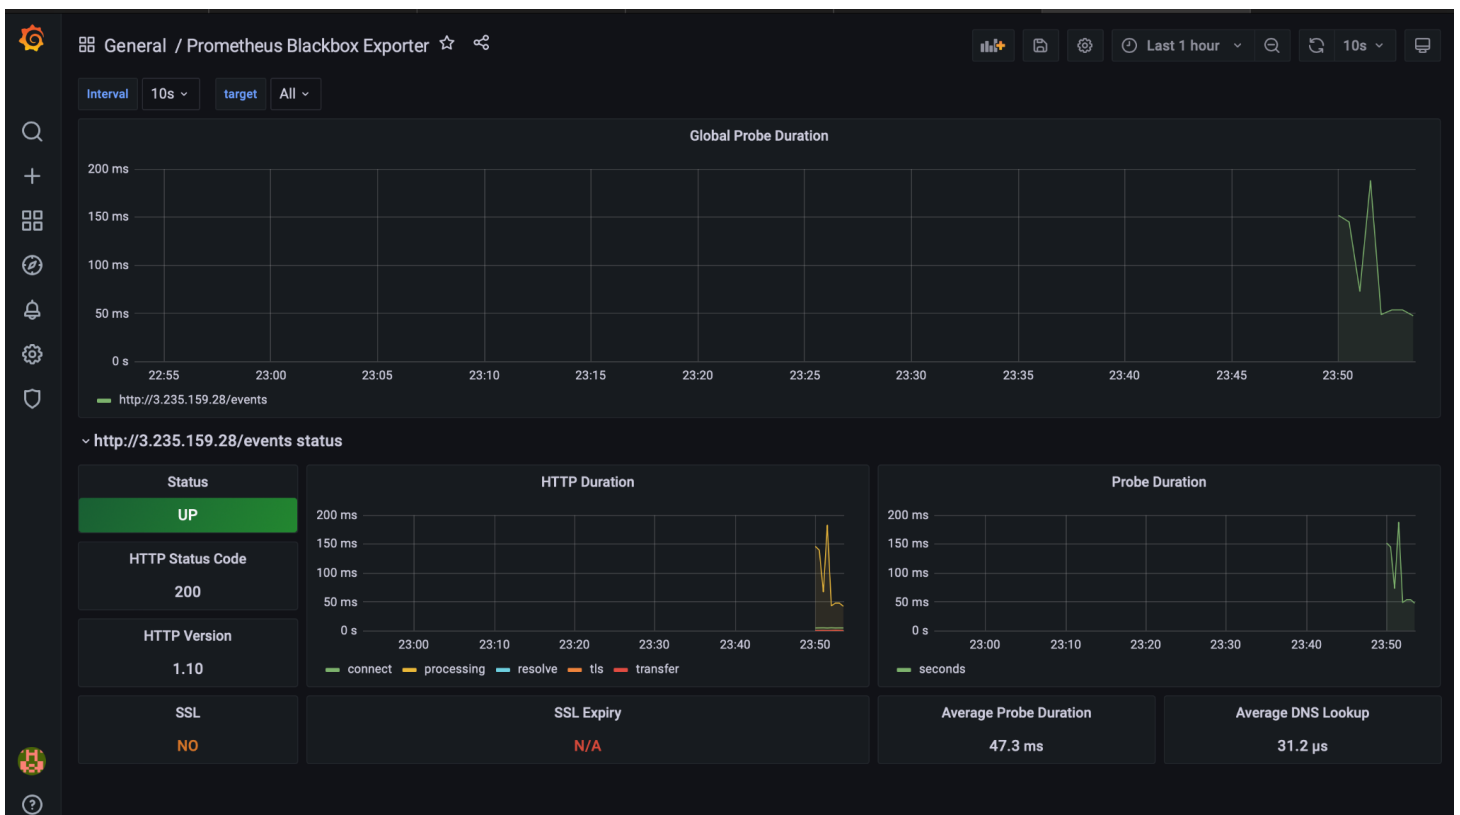 General / Prometheus Blackbox Exporter
Last 1 hour
10s
Interval 10s target All
Global Probe Duration
200 ms
150 ms
100 ms
50 ms
0 s
22:55 23:00 23:05 23:10 23:15 23:20 23:25 23:30 23:35 23:40 23:45 23:50
http://3.235.159.28/events
http://3.235.159.28/events status
Status
UP
HTTP Status Code
200
HTTP Version
1.10
SSL
NO
HTTP Duration
200 ms
150 ms
100 ms
50 ms
0 s
23:00 23:10 23:20 23:30 23:40 23:50
connect processing resolve tls transfer
SSL Expiry
N/A
Probe Duration
200 ms
150 ms
100 ms
50 ms
0 s
23:00 23:10 23:20 23:30 23:40 23:50
seconds
Average Probe Duration
47.3 ms
Average DNS Lookup
31.2 µs